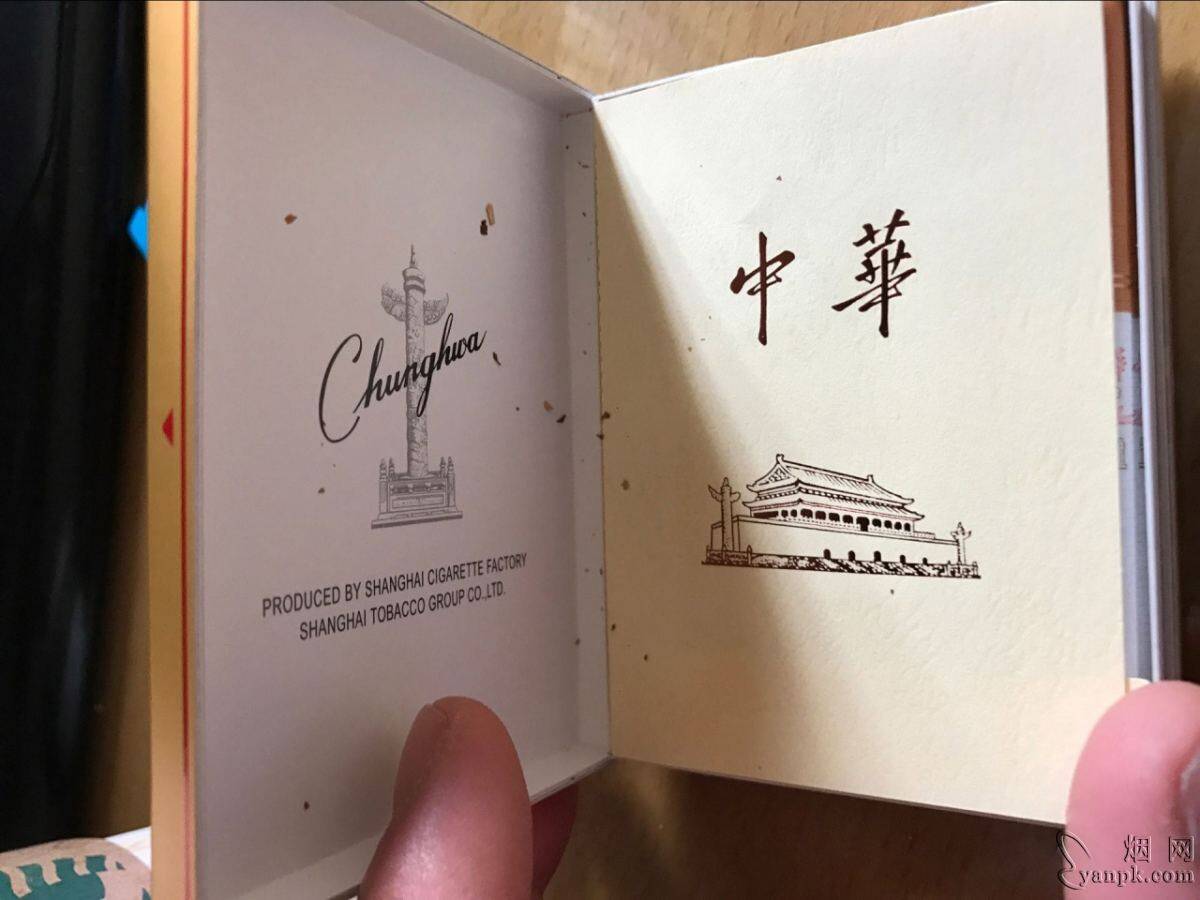 Chunghwa
PRODUCED BY SHANGHAI CIGARETTE FACTORY
SHANGHAI TOBACCO GROUP CO.,LTD.
中華
烟网
yanpk.com